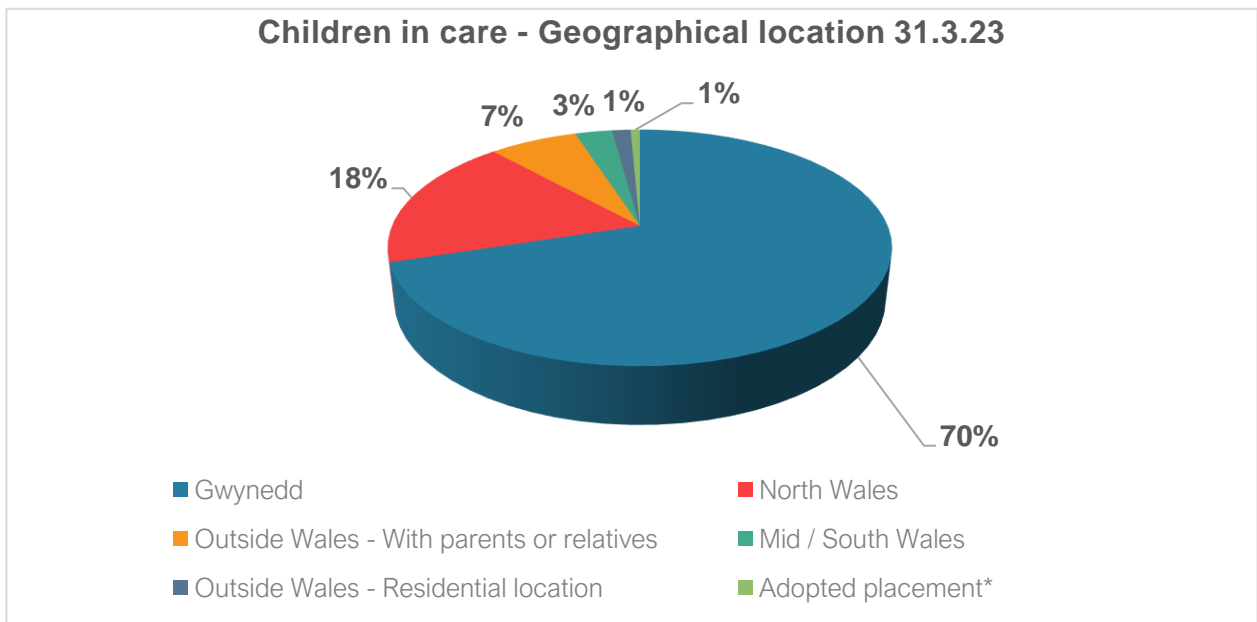 Children in care - Geographical location 31.3.23
7% 3% 1% 1%
18%
70%
Gwynedd North Wales
Outside Wales - With parents or relatives Mid / South Wales
Outside Wales - Residential location Adopted placement*